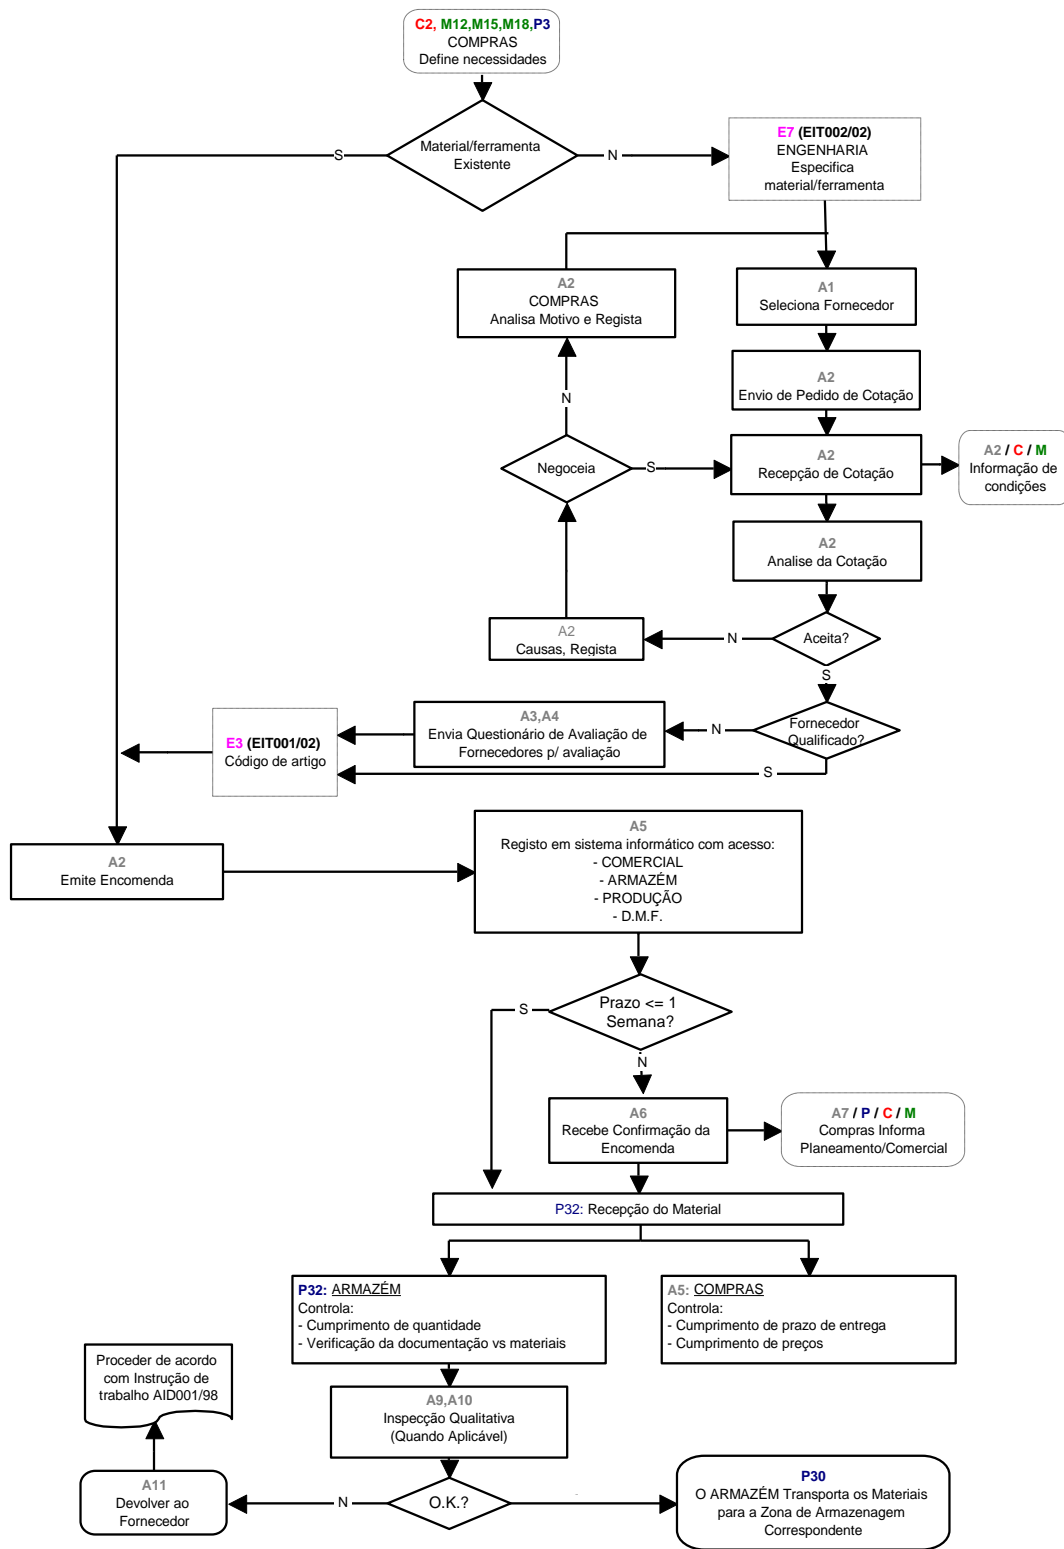 C2, M12,M15,M18,P3
COMPRAS
Define necessidades
Material/ferramenta
Existente
S
N
E7 (EIT002/02)
ENGENHARIA
Especifica
material/ferramenta
A2
COMPRAS
Analisa Motivo e Regista
A1
Seleciona Fornecedor
A2
Envio de Pedido de Cotação
N
Negoceia
S
A2
Recepção de Cotação
A2 / C / M
Informação de
condições
A2
Analise da Cotação
A2
Causas, Regista
N
Aceita?
S
A3,A4
Envia Questionário de Avaliação de
Fornecedores p/ avaliação
N
Fornecedor
Qualificado?
S
E3 (EIT001/02)
Código de artigo
A2
Emite Encomenda
A5
Registo em sistema informático com acesso:
- COMERCIAL
- ARMAZÉM
- PRODUÇÃO
- D.M.F.
Prazo <= 1
Semana?
S
N
A6
Recebe Confirmação da
Encomenda
A7 / P / C / M
Compras Informa
Planeamento/Comercial
P32: Recepção do Material
P32: ARMAZÉM
Controla:
- Cumprimento de quantidade
- Verificação da documentação vs materiais
A5: COMPRAS
Controla:
- Cumprimento de prazo de entrega
- Cumprimento de preços
Proceder de acordo
com Instrução de
trabalho AID001/98
A9,A10
Inspecção Qualitativa
(Quando Aplicável)
A11
Devolver ao
Fornecedor
N
O.K.?
P30
O ARMAZÉM Transporta os Materiais
para a Zona de Armazenagem
Correspondente